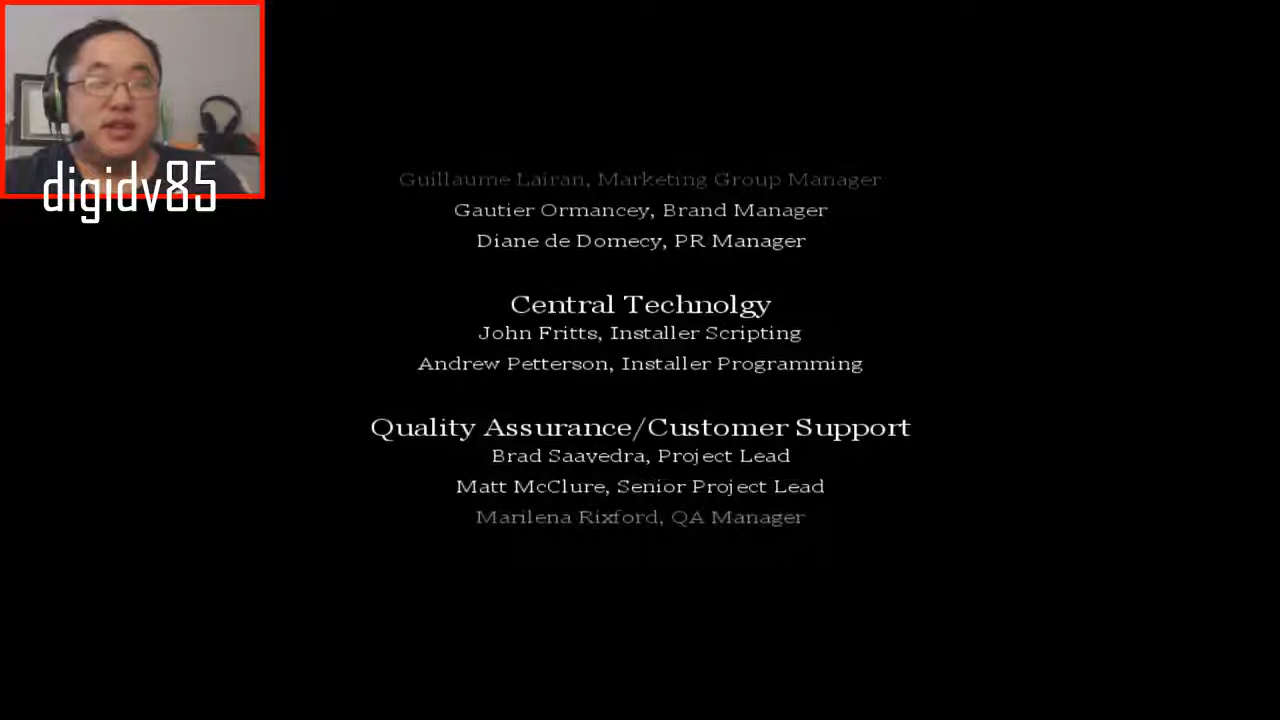 digidv85
Guillaume Lairan, Marketing Group Manager
Gautier Ormancey, Brand Manager
Diane de Domecy, PR Manager
Central Technolgy
John Fritts, Installer Scripting
Andrew Petterson, Installer Programming
Quality Assurance/Customer Support
Brad Saavedra, Project Lead
Matt McClure, Senior Project Lead
Marilena Rixford, QA Manager